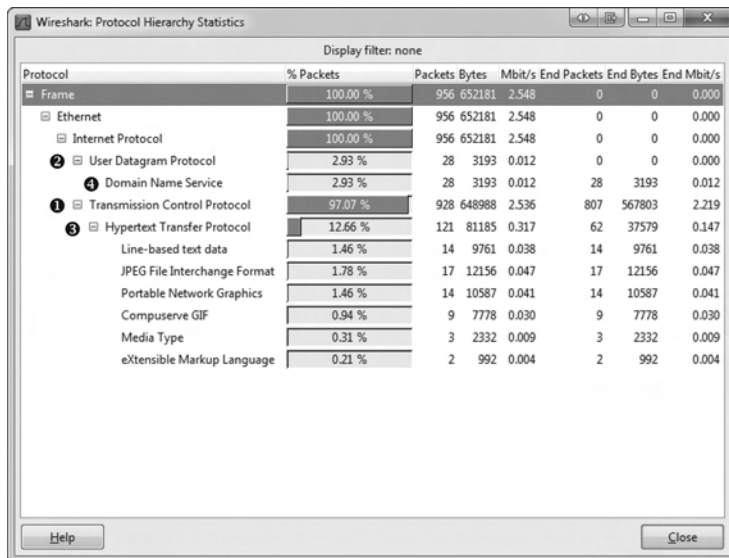 Wireshark: Protocol Hierarchy Statistics
Display filter: none
Protocol % Packets Packets Bytes Mbit/s End Packets End Bytes End Mbit/s
Frame 100.00 % 956 652181 2.548 0 0 0.000
Ethernet 100.00 % 956 652181 2.548 0 0 0.000
Internet Protocol 100.00 % 956 652181 2.548 0 0 0.000
❷ User Datagram Protocol 2.93 % 28 3193 0.012 0 0 0.000
❹ Domain Name Service 2.93 % 28 3193 0.012 28 3193 0.012
❶ Transmission Control Protocol 97.07 % 928 648988 2.536 807 567803 2.219
❸ Hypertext Transfer Protocol 12.66 % 121 81185 0.317 62 37579 0.147
Line-based text data 1.46 % 14 9761 0.038 14 9761 0.038
JPEG File Interchange Format 1.78 % 17 12156 0.047 17 12156 0.047
Portable Network Graphics 1.46 % 14 10587 0.041 14 10587 0.041
Compuserve GIF 0.94 % 9 7778 0.030 9 7778 0.030
Media Type 0.31 % 3 2332 0.009 3 2332 0.009
eXtensible Markup Language 0.21 % 2 992 0.004 2 992 0.004
Help Close